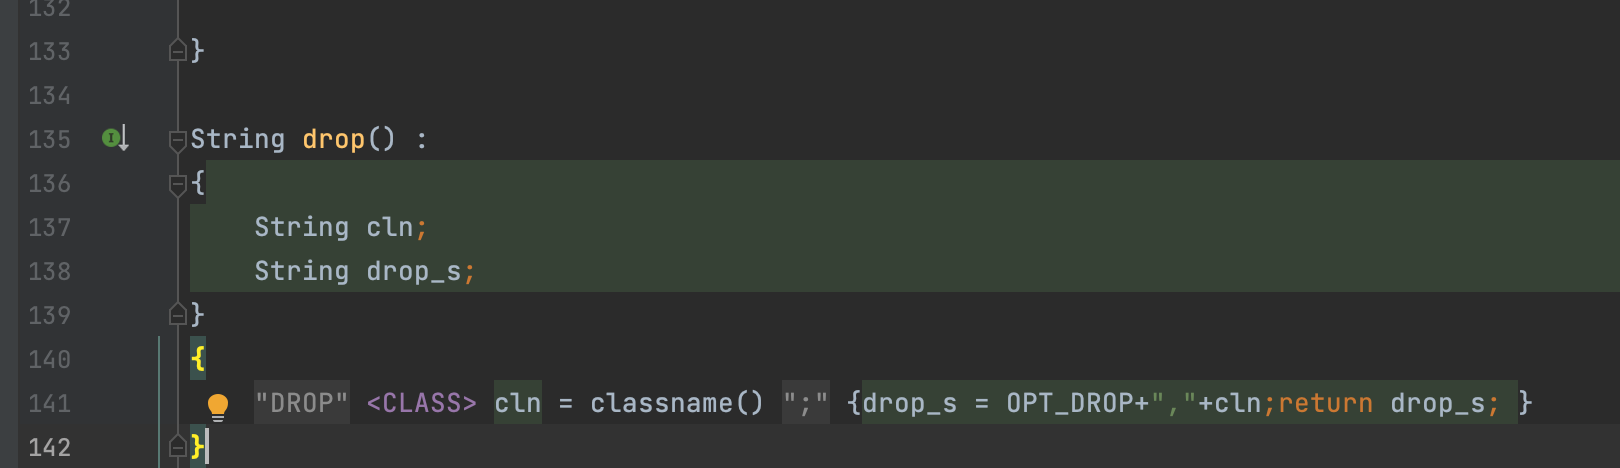 132
133 }
134
135 String drop() :
136 {
137 String cln;
138 String drop_s;
139 }
140 {
141 "DROP" <CLASS> cln = classname() ";" {drop_s = OPT_DROP+","+cln;return drop_s; }
142 }